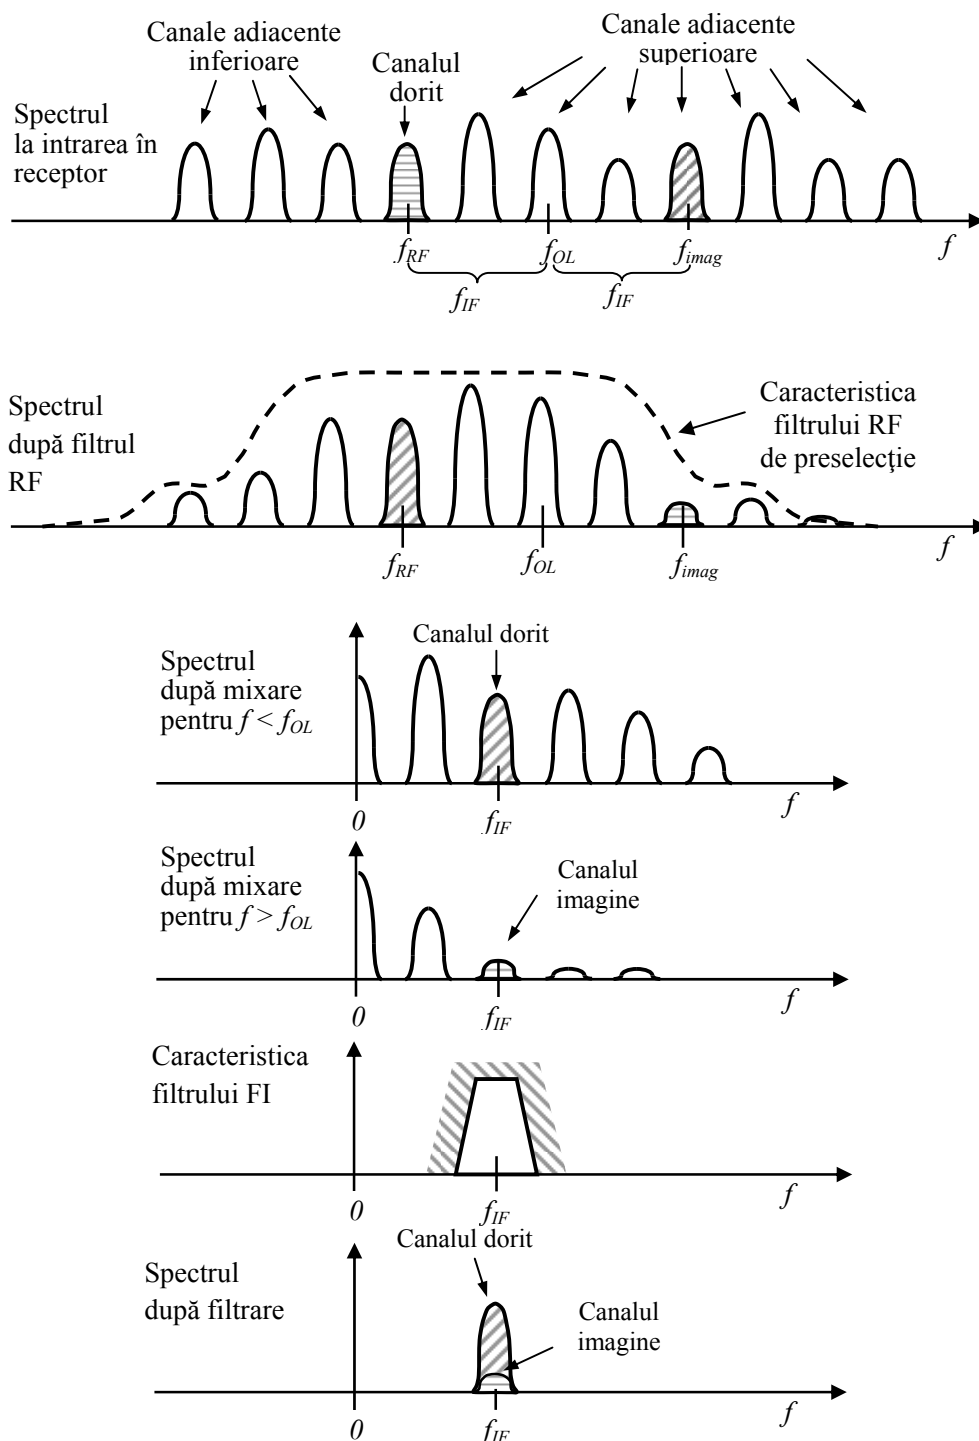 Canale adiacente
inferioare
Canalul
dorit
Canale adiacente
superioare
Spectrul
la intrarea în
receptor
f_RF
f_OL
f_imag
f
f_IF
f_IF
Spectrul
după filtrul
RF
Caracteristica
filtrului RF
de preselecţie
f_RF
f_OL
f_imag
f
Canalul dorit
Spectrul
după mixare
pentru f < f_OL
0
f_IF
f
Spectrul
după mixare
pentru f > f_OL
Canalul
imagine
0
f_IF
f
Caracteristica
filtrului FI
0
f_IF
f
Canalul dorit
Spectrul
după filtrare
Canalul
imagine
0
f_IF
f